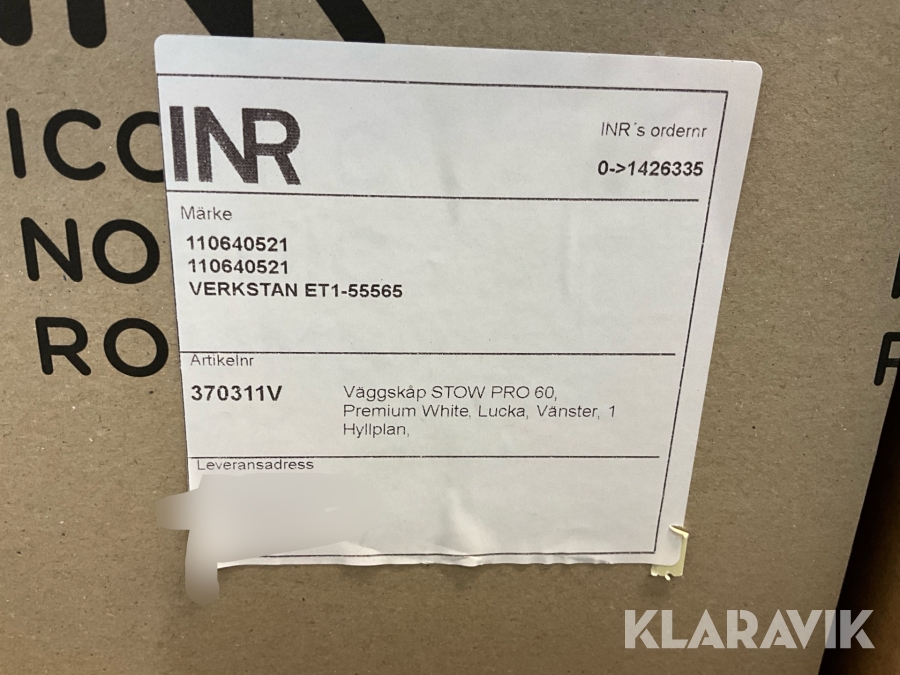 INR
ICO
NO
RO
INR
INR´s ordernr
0->1426335
Märke
110640521
110640521
VERKSTAN ET1-55565
Artikelnr
370311V
Väggskåp STOW PRO 60,
Premium White, Lucka, Vänster, 1
Hyllplan,
Leveransadress
KLARAVIK